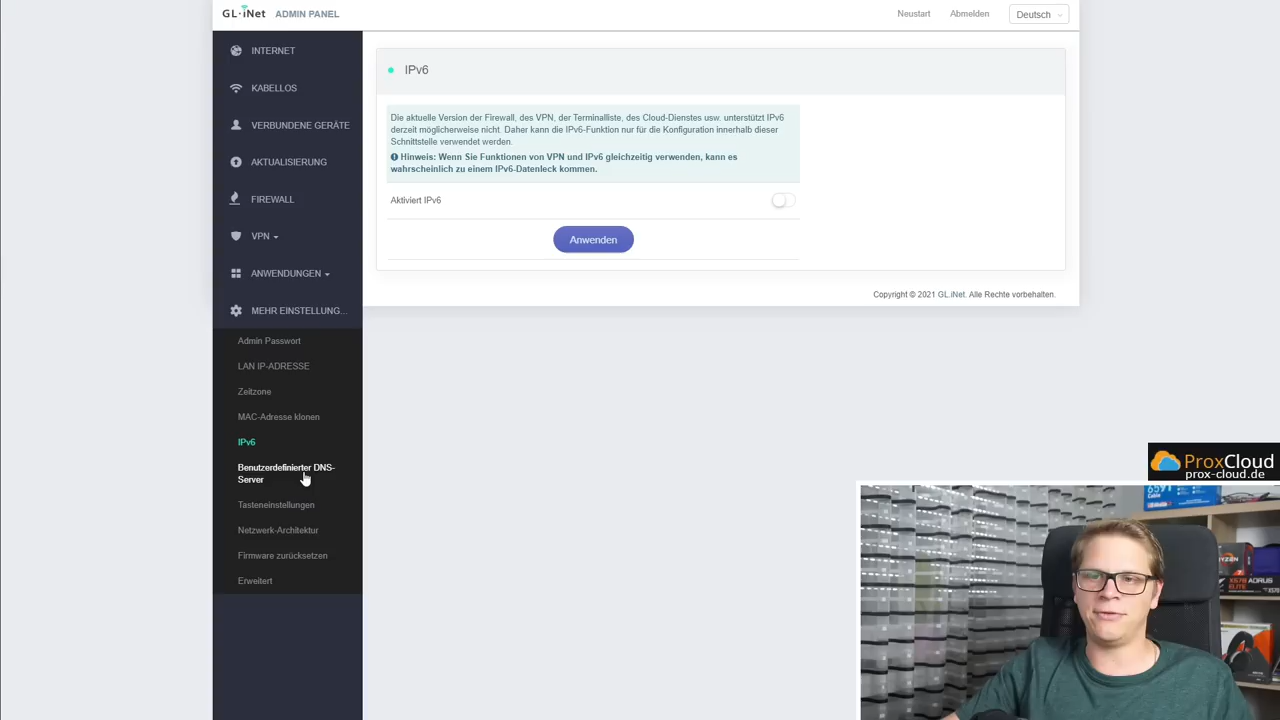 GL·iNet ADMIN PANEL
Neustart Abmelden Deutsch
INTERNET
KABELLOS
VERBUNDENE GERÄTE
AKTUALISIERUNG
FIREWALL
VPN
ANWENDUNGEN
MEHR EINSTELLUNG...
Admin Passwort
LAN IP-ADRESSE
Zeitzone
MAC-Adresse klonen
IPv6
Benutzerdefinierter DNS-
Server
Tasteneinstellungen
Netzwerk-Architektur
Firmware zurücksetzen
Erweitert
IPv6
Die aktuelle Version der Firewall, des VPN, der Terminalliste, des Cloud-Dienstes usw. unterstützt IPv6
derzeit möglicherweise nicht. Daher kann die IPv6-Funktion nur für die Konfiguration innerhalb dieser
Schnittstelle verwendet werden.
Hinweis: Wenn Sie Funktionen von VPN und IPv6 gleichzeitig verwenden, kann es
wahrscheinlich zu einem IPv6-Datenleck kommen.
Aktiviert IPv6
Anwenden
Copyright © 2021 GL.iNet. Alle Rechte vorbehalten.
ProxCloud
prox-cloud.de
RYZEN
X570
AORUS
ELITE